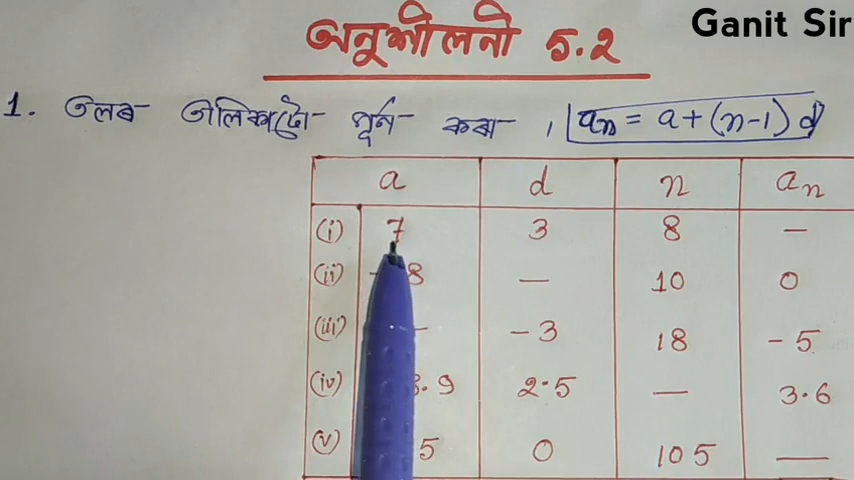 Ganit Sir
অনুশীলনী 5.2
1. তলৰ তালিকাটো পূৰ্ন কৰা । an = a + (n-1) d
a d n an
(i) 7 3 8 —
(ii) 8 — 10 0
(iii) — -3 18 -5
(iv) .9 2.5 — 3.6
(v) 5 0 105 —